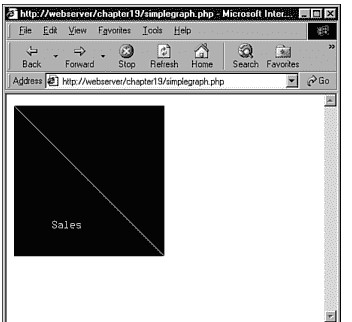 http://webserver/chapter19/simplegraph.php - Microsoft Inter...
File Edit View Favorites Tools Help
Back Forward Stop Refresh Home Search Favorites »
Address http://webserver/chapter19/simplegraph.php Go
Sales